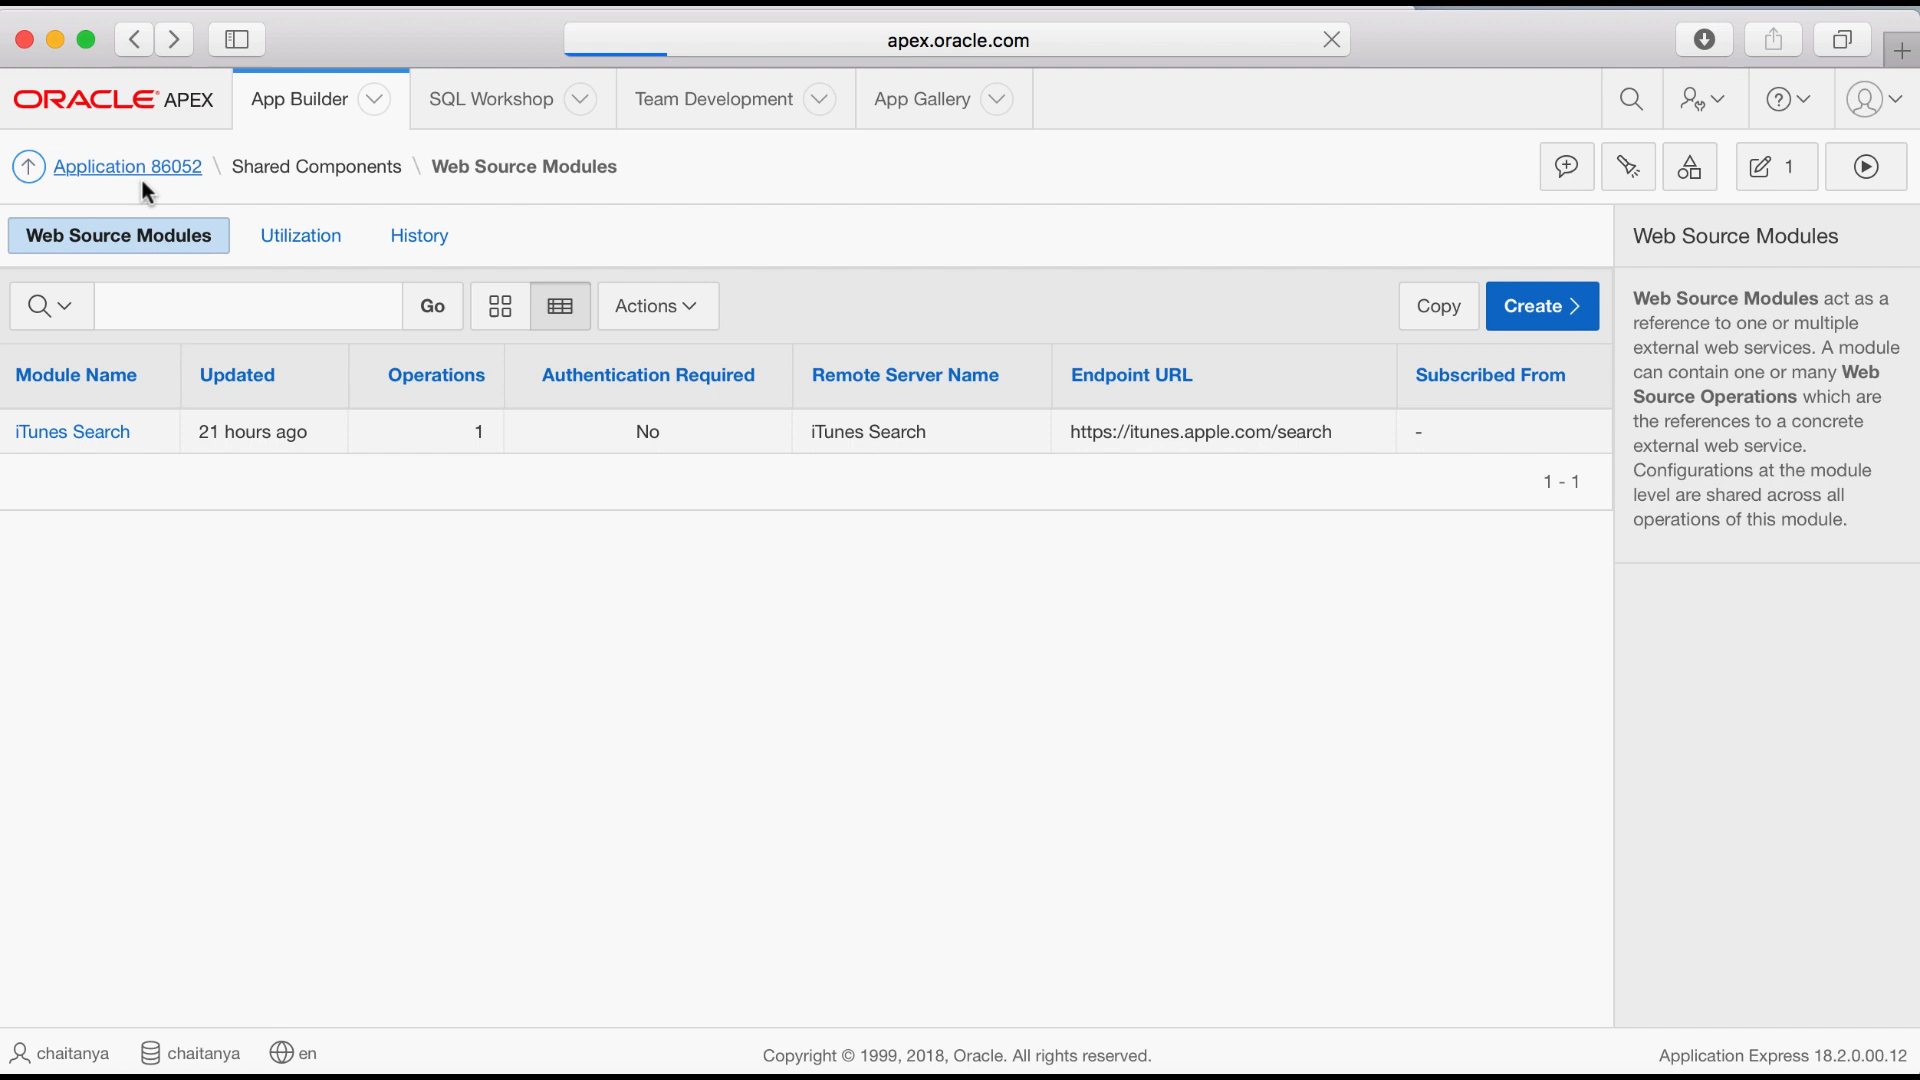 apex.oracle.com
ORACLE APEX
App Builder
SQL Workshop
Team Development
App Gallery
Application 86052 \ Shared Components \ Web Source Modules
1
Web Source Modules
Utilization
History
Go
Actions
Copy
Create
Module Name
Updated
Operations
Authentication Required
Remote Server Name
Endpoint URL
Subscribed From
iTunes Search
21 hours ago
1
No
iTunes Search
https://itunes.apple.com/search
-
1 - 1
Web Source Modules
Web Source Modules act as a
reference to one or multiple
external web services. A module
can contain one or many Web
Source Operations which are
the references to a concrete
external web service.
Configurations at the module
level are shared across all
operations of this module.
chaitanya
chaitanya
en
Copyright © 1999, 2018, Oracle. All rights reserved.
Application Express 18.2.0.00.12